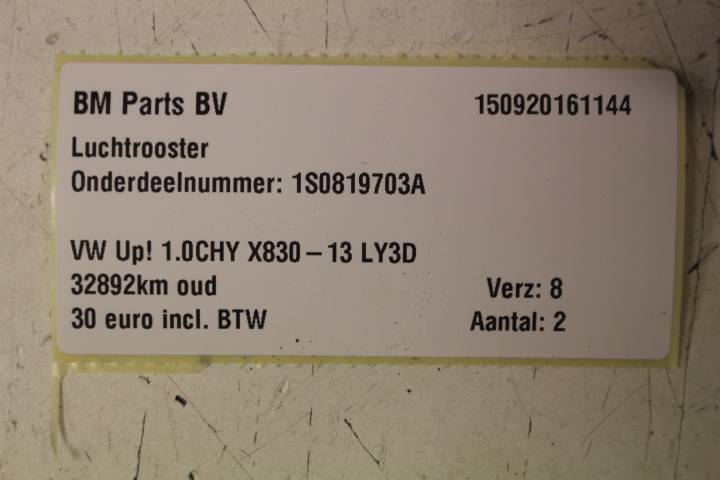 BM Parts BV 150920161144
Luchtrooster
Onderdeelnummer: 1S0819703A
VW Up! 1.0CHY X830-13 LY3D
32892km oud Verz: 8
30 euro incl. BTW Aantal: 2